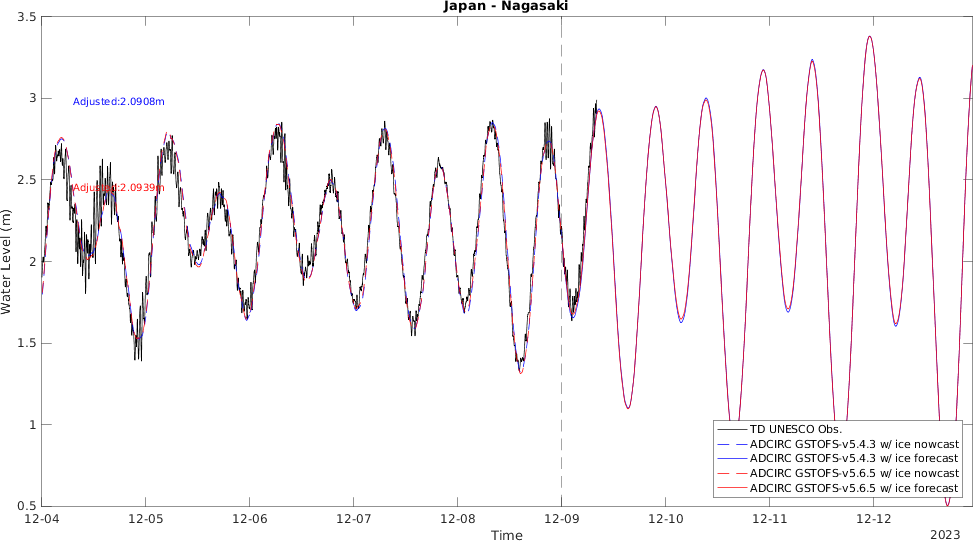 Japan - Nagasaki
3.5
3
2.5
2
1.5
1
0.5
Water Level (m)
Adjusted:2.0908m
Adjusted:2.0939m
TD UNESCO Obs.
ADCIRC GSTOFS-v5.4.3 w/ ice nowcast
ADCIRC GSTOFS-v5.4.3 w/ ice forecast
ADCIRC GSTOFS-v5.6.5 w/ ice nowcast
ADCIRC GSTOFS-v5.6.5 w/ ice forecast
12-04 12-05 12-06 12-07 12-08 12-09 12-10 12-11 12-12
Time
2023